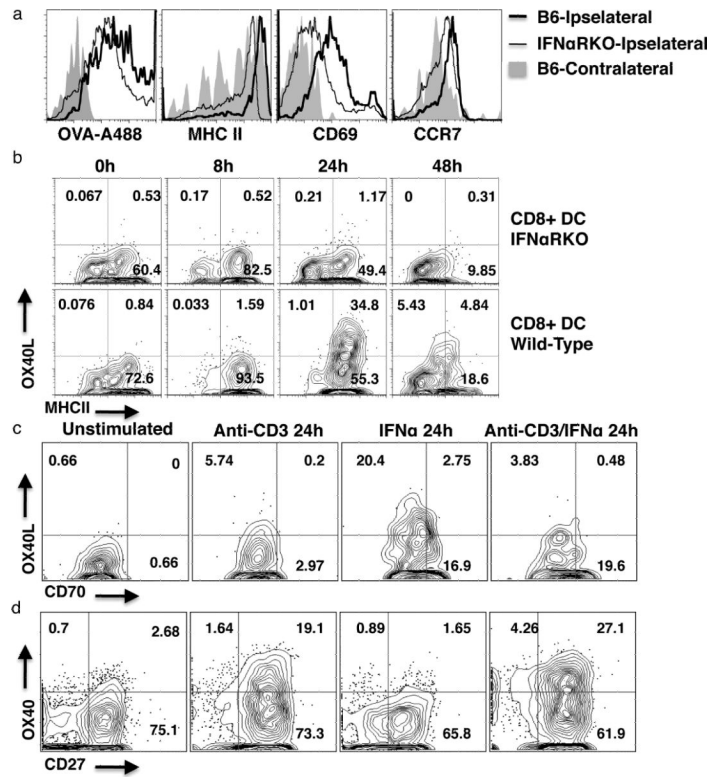 a
B6-Ipselateral
IFNɑRKO-Ipselateral
B6-Contralateral
OVA-A488 MHC II CD69 CCR7
b
0h 8h 24h 48h
0.067 0.53 0.17 0.52 0.21 1.17 0 0.31
CD8+ DC
IFNɑRKO
60.4 82.5 49.4 9.85
0.076 0.84 0.033 1.59 1.01 34.8 5.43 4.84
CD8+ DC
Wild-Type
72.6 93.5 55.3 18.6
OX40L
MHCII
c
Unstimulated Anti-CD3 24h IFNɑ 24h Anti-CD3/IFNɑ 24h
0.66 0 5.74 0.2 20.4 2.75 3.83 0.48
0.66 2.97 16.9 19.6
OX40L
CD70
d
0.7 2.68 1.64 19.1 0.89 1.65 4.26 27.1
75.1 73.3 65.8 61.9
OX40
CD27